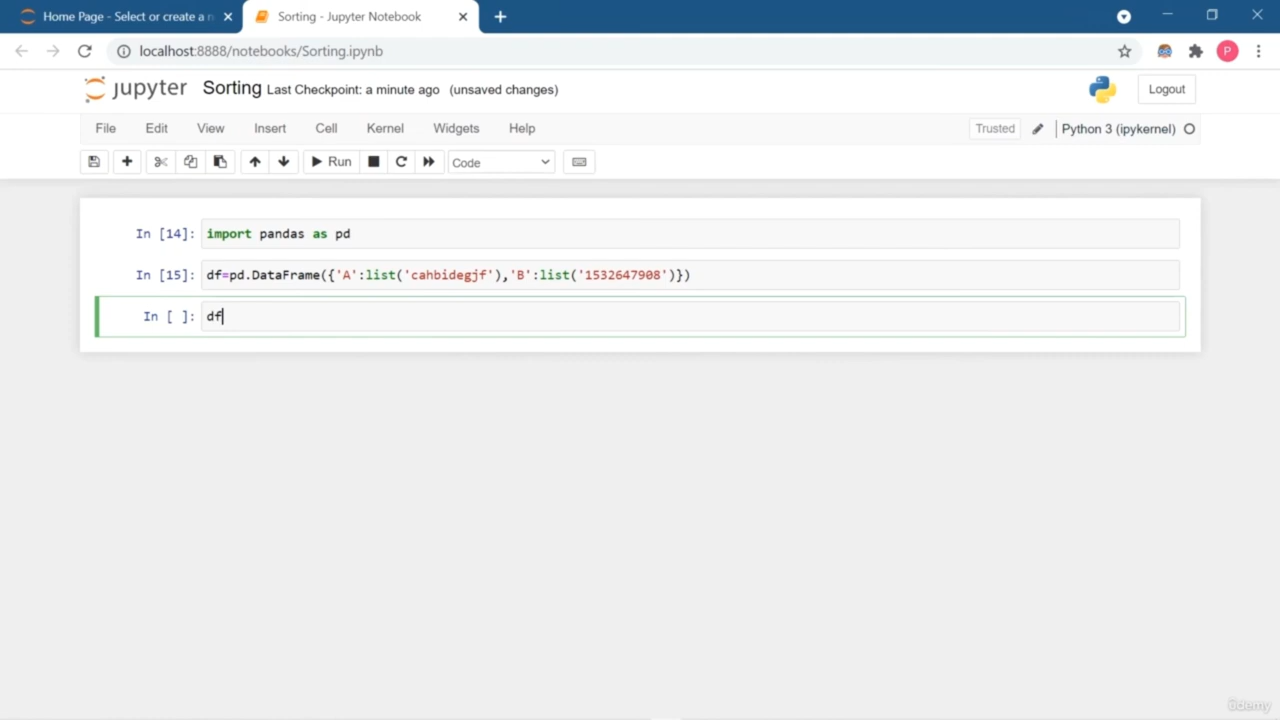 Home Page - Select or create a n
Sorting - Jupyter Notebook
localhost:8888/notebooks/Sorting.ipynb
P
jupyter Sorting Last Checkpoint: a minute ago (unsaved changes)
Logout
File Edit View Insert Cell Kernel Widgets Help
Trusted
Python 3 (ipykernel)
Run
Code
In [14]: import pandas as pd
In [15]: df=pd.DataFrame({'A':list('cahbidegjf'),'B':list('1532647908')})
In [ ]: df
ûdemy